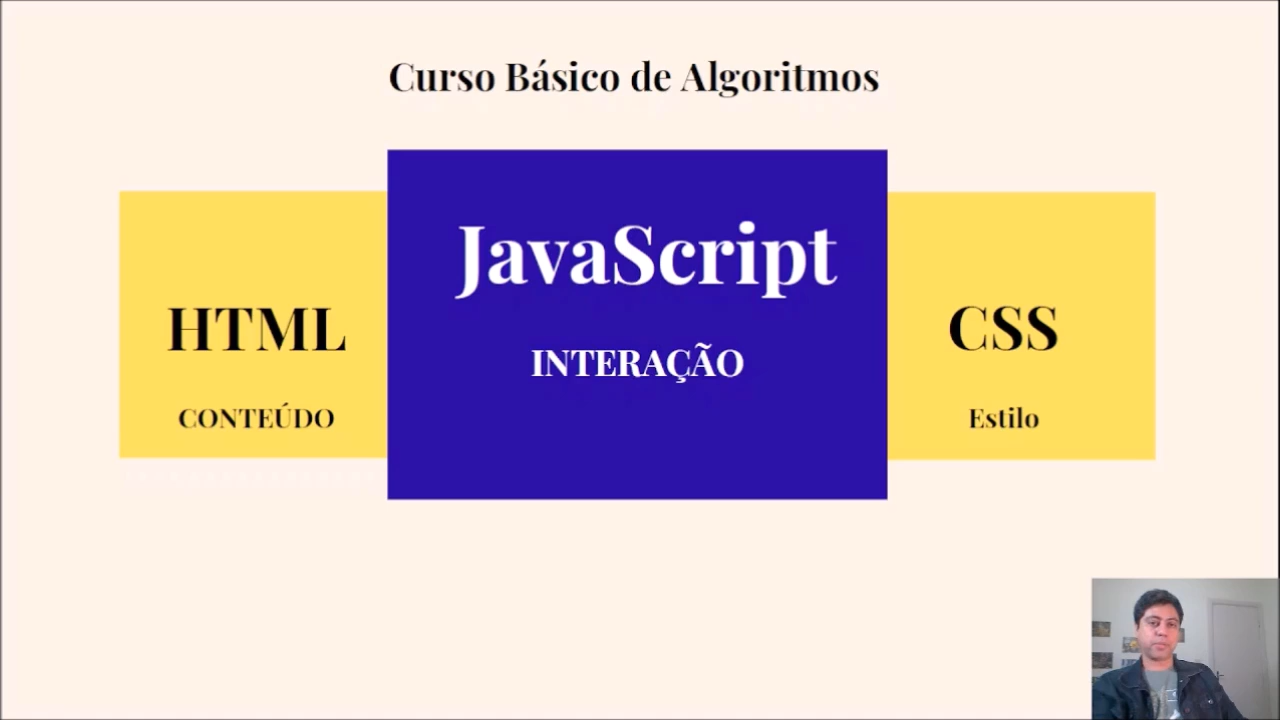 Curso Básico de Algoritmos
HTML
CONTEÚDO
JavaScript
INTERAÇÃO
CSS
Estilo